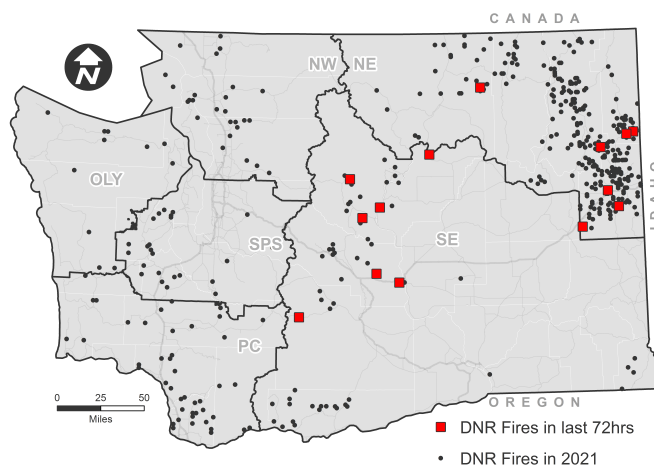 CANADA
N
NW NE
OLY
IDAHO
SPS
SE
PC
0 25 50
Miles
OREGON
DNR Fires in last 72hrs
DNR Fires in 2021